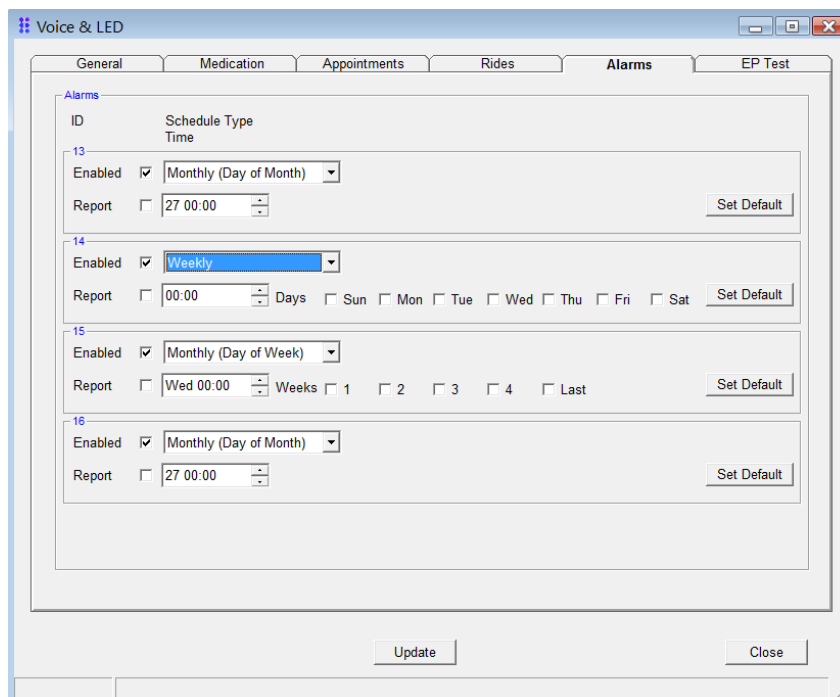 Voice & LED
General Medication Appointments Rides Alarms EP Test
Alarms
ID Schedule Type
Time
13
Enabled Monthly (Day of Month)
Report 27 00:00 Set Default
14
Enabled Weekly
Report 00:00 Days Sun Mon Tue Wed Thu Fri Sat Set Default
15
Enabled Monthly (Day of Week)
Report Wed 00:00 Weeks 1 2 3 4 Last Set Default
16
Enabled Monthly (Day of Month)
Report 27 00:00 Set Default
Update Close